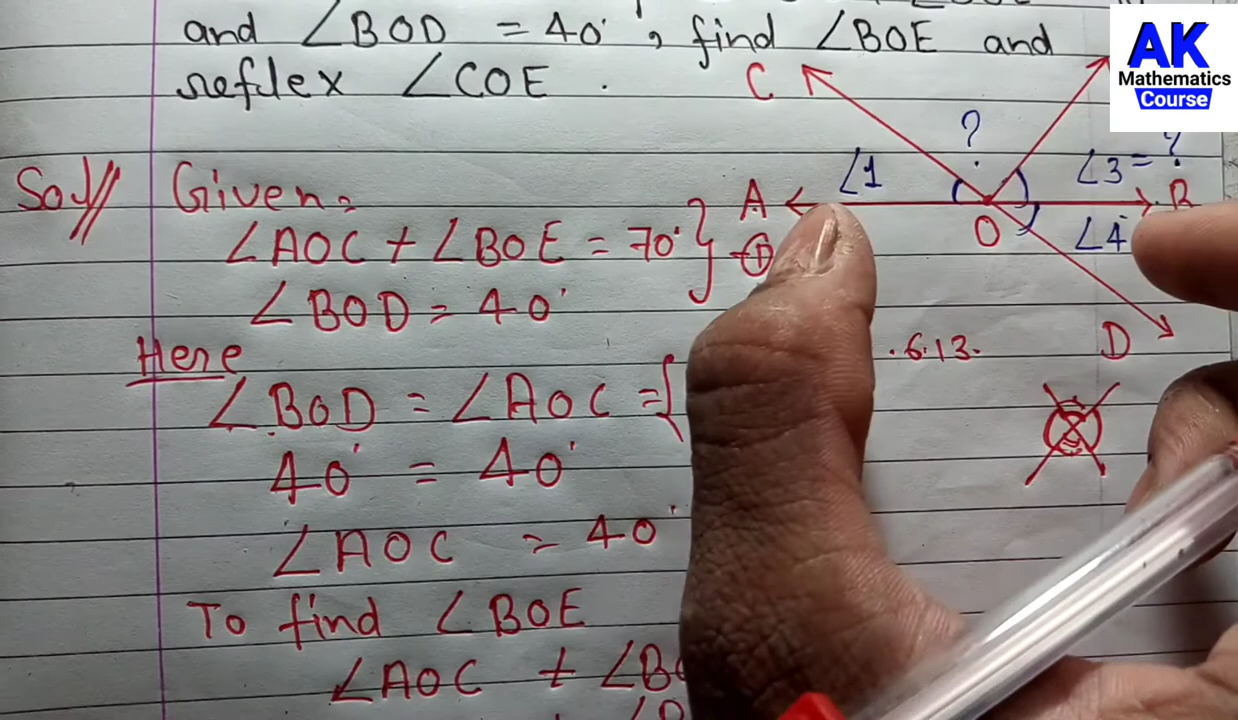 and ∠BOD = 40°, find ∠BOE and
reflex ∠COE .
AK
Mathematics
Course
C
?
Sol// Given,
A
∠1
∠3 = ?
B
O
∠4
∠AOC + ∠BOE = 70° } ①
∠BOD = 40°
D
.6.13.
Here
∠BOD = ∠AOC = {
40° = 40°
∠AOC = 40°
To find ∠BOE
∠AOC +